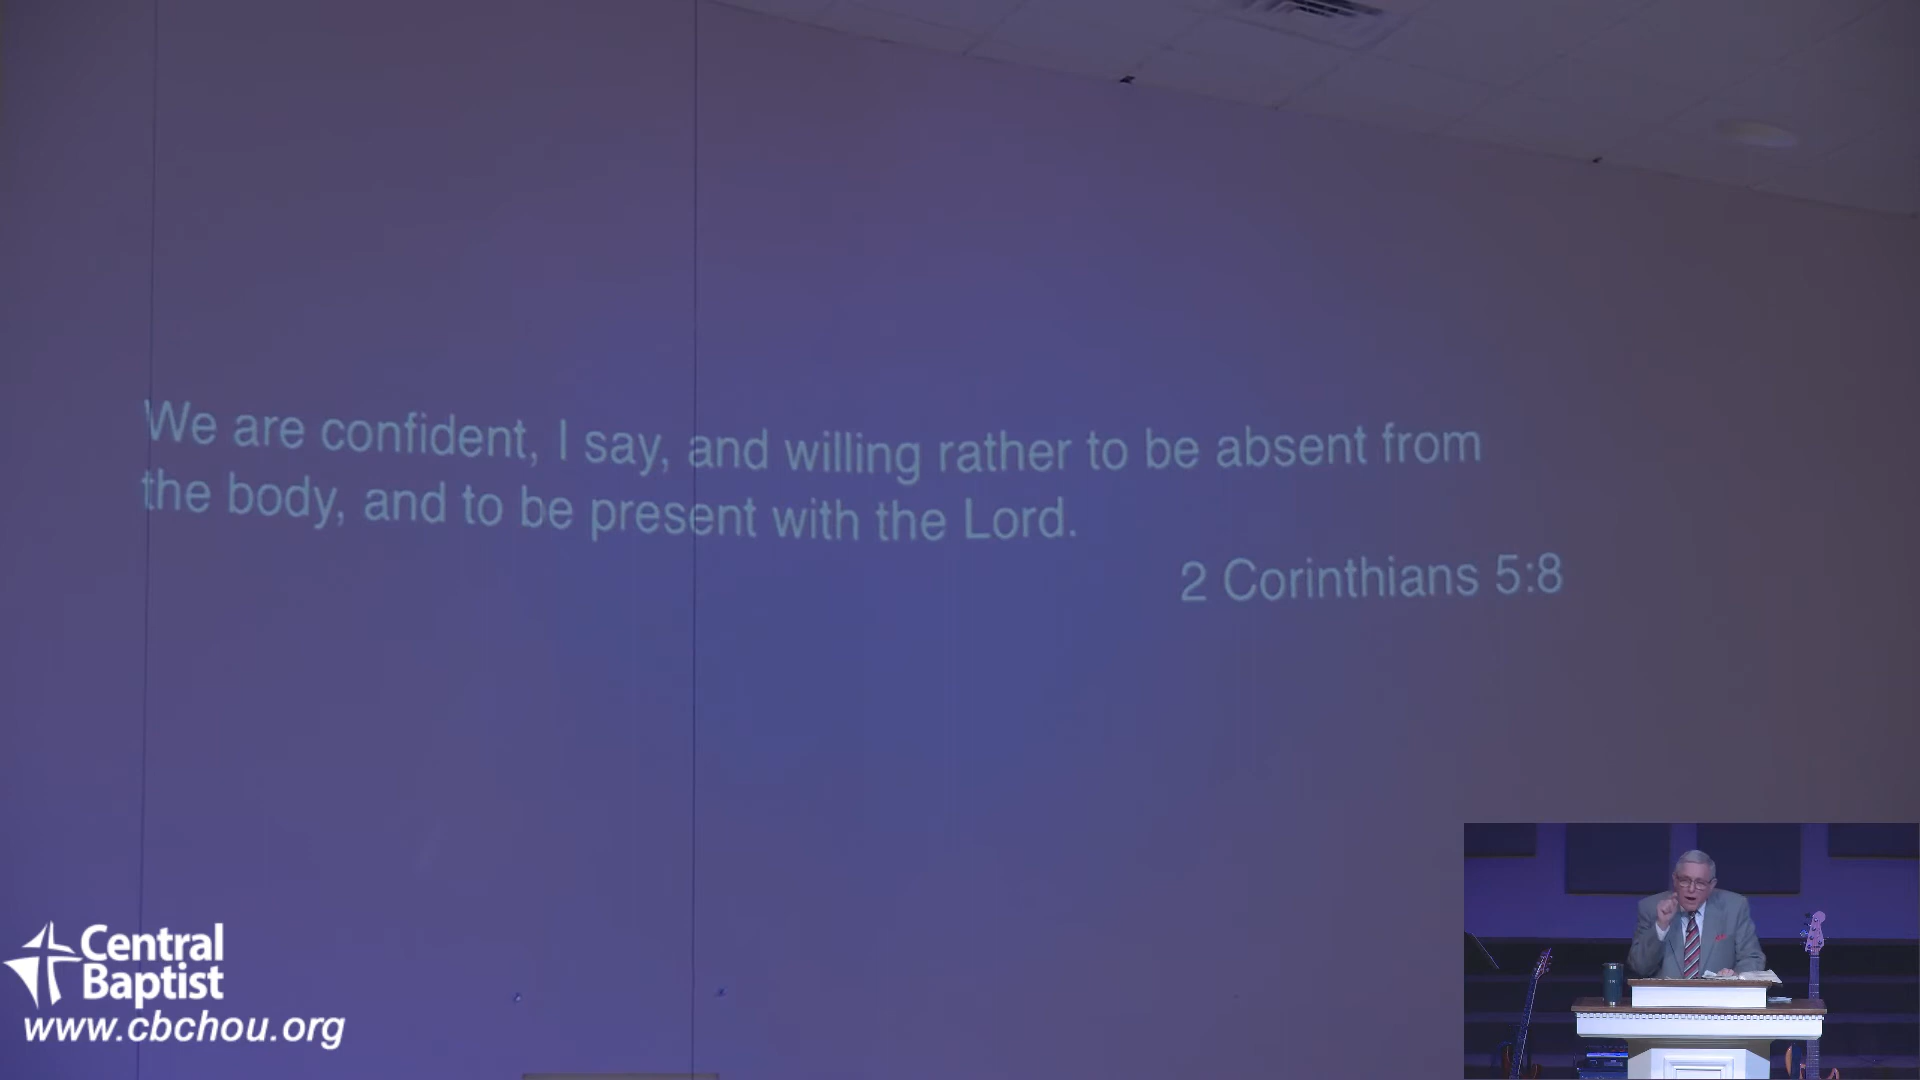 We are confident, I say, and willing rather to be absent from
the body, and to be present with the Lord.
2 Corinthians 5:8
Central
Baptist
www.cbchou.org